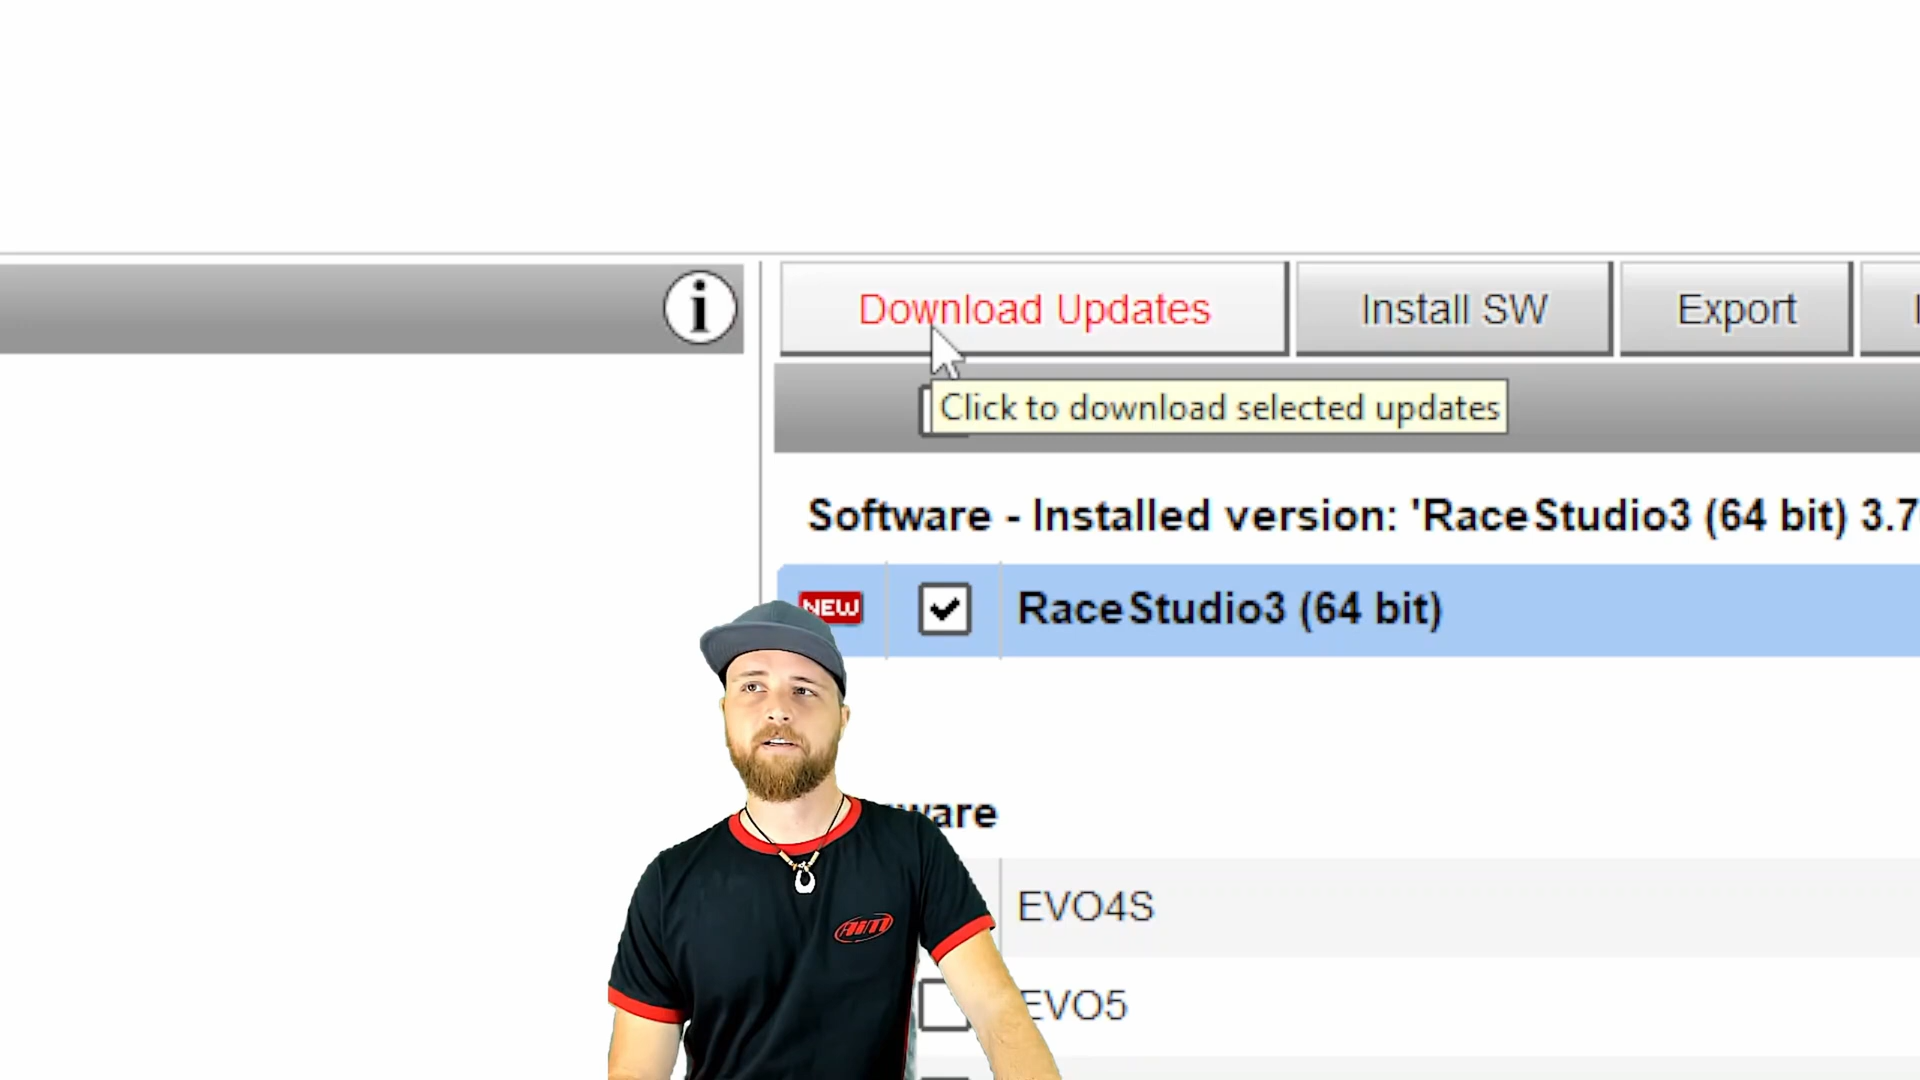 i
Download Updates
Install SW
Export
Click to download selected updates
Software - Installed version: 'RaceStudio3 (64 bit) 3.7
NEW
RaceStudio3 (64 bit)
ware
EVO4S
EVO5
AiM